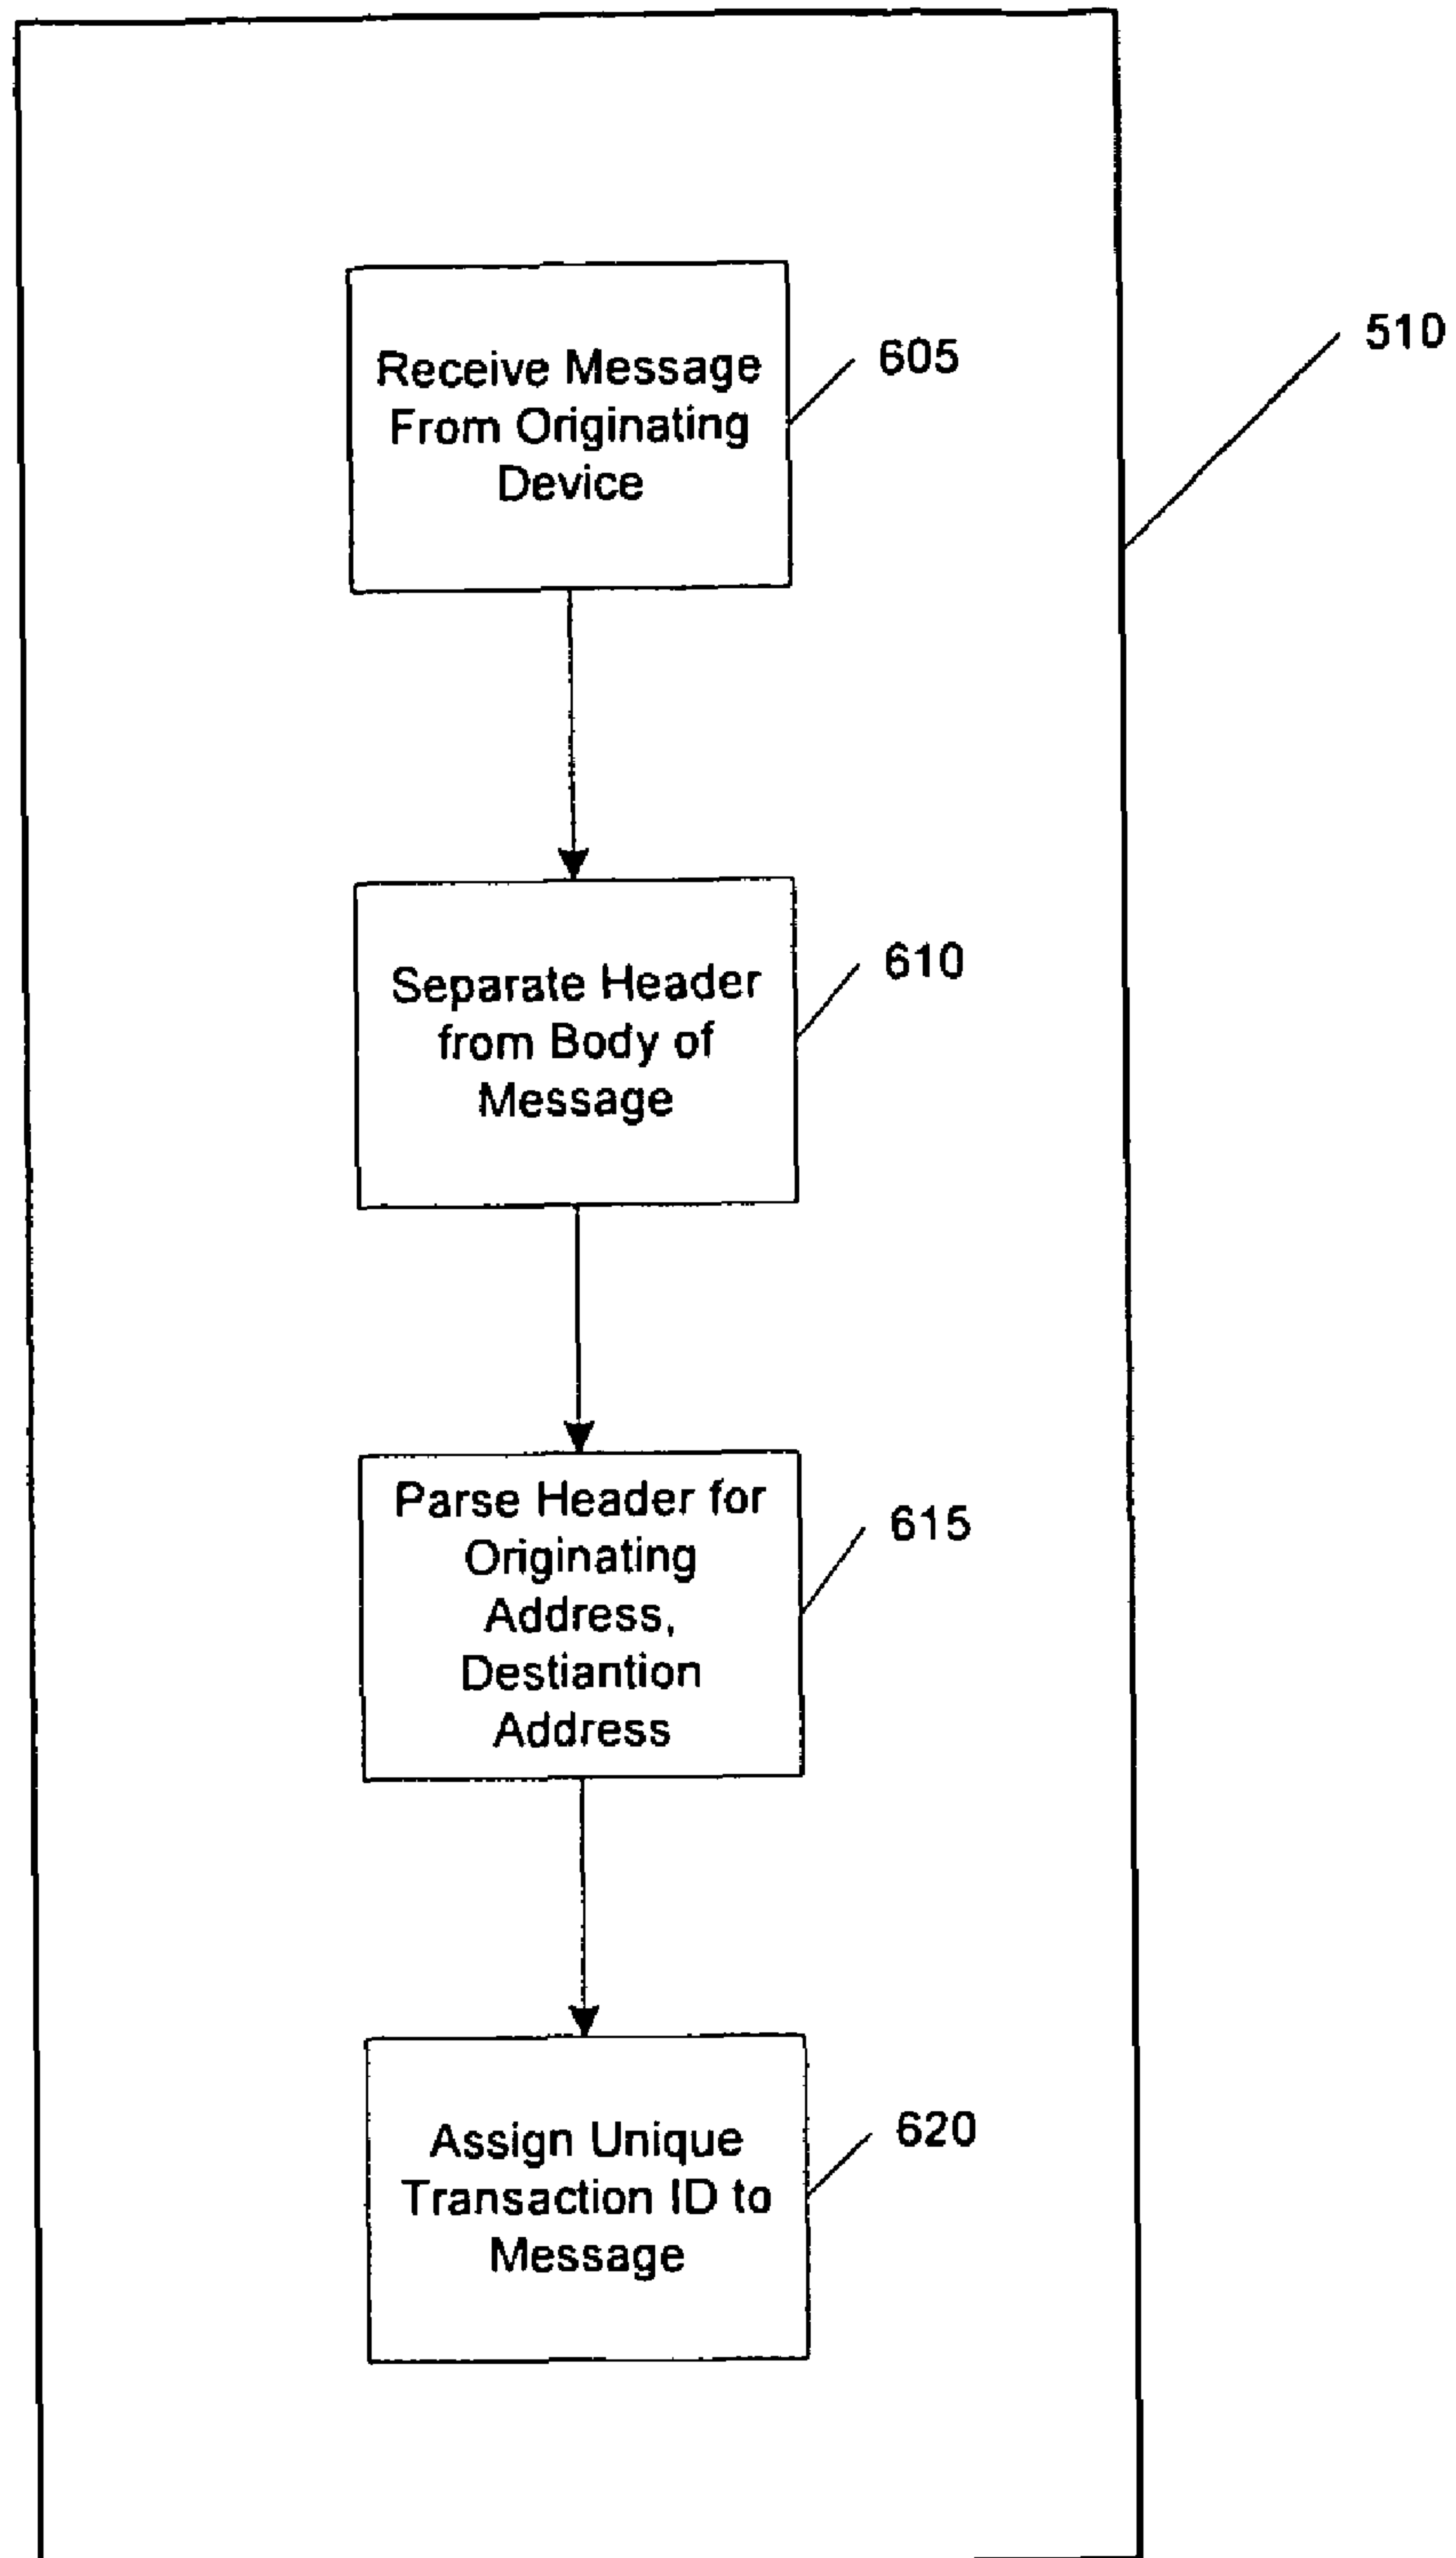 Receive Message
From Originating
Device
605
510
Separate Header
from Body of
Message
610
Parse Header for
Originating
Address,
Destiantion
Address
615
Assign Unique
Transaction ID to
Message
620